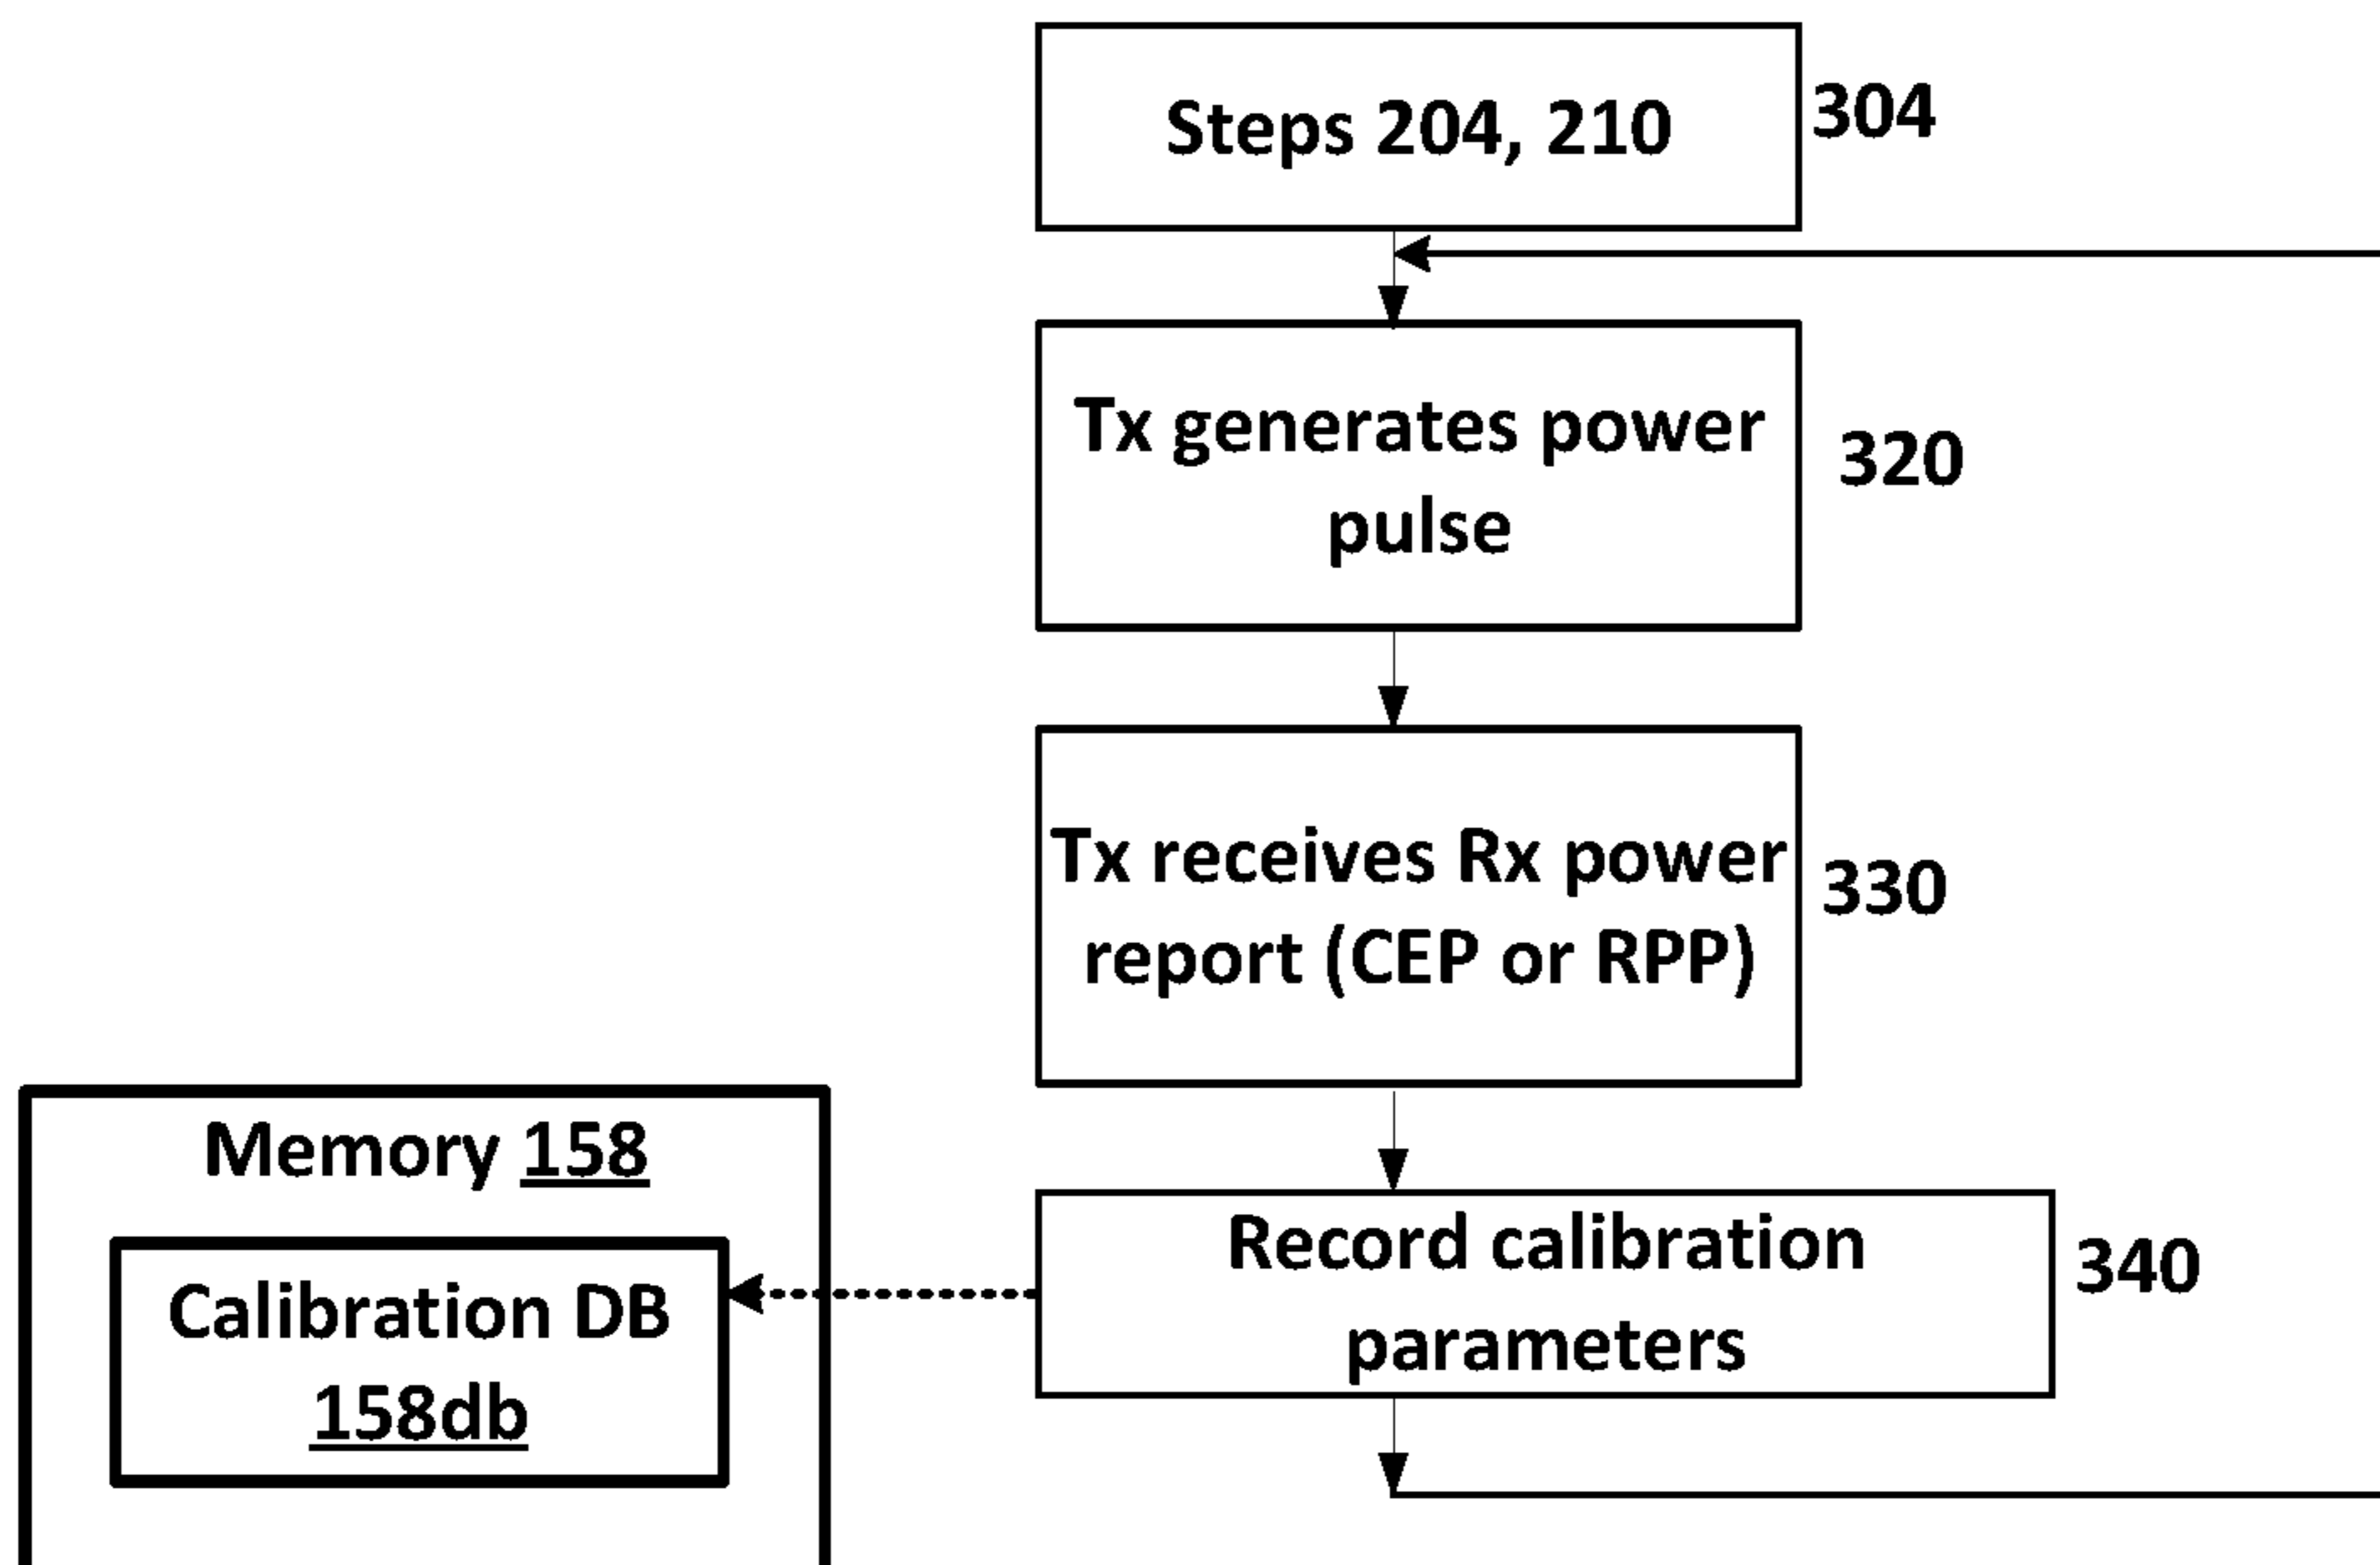 Steps 204, 210
304
Tx generates power
pulse
320
Tx receives Rx power
report (CEP or RPP)
330
Memory 158
Calibration DB
158db
Record calibration
parameters
340